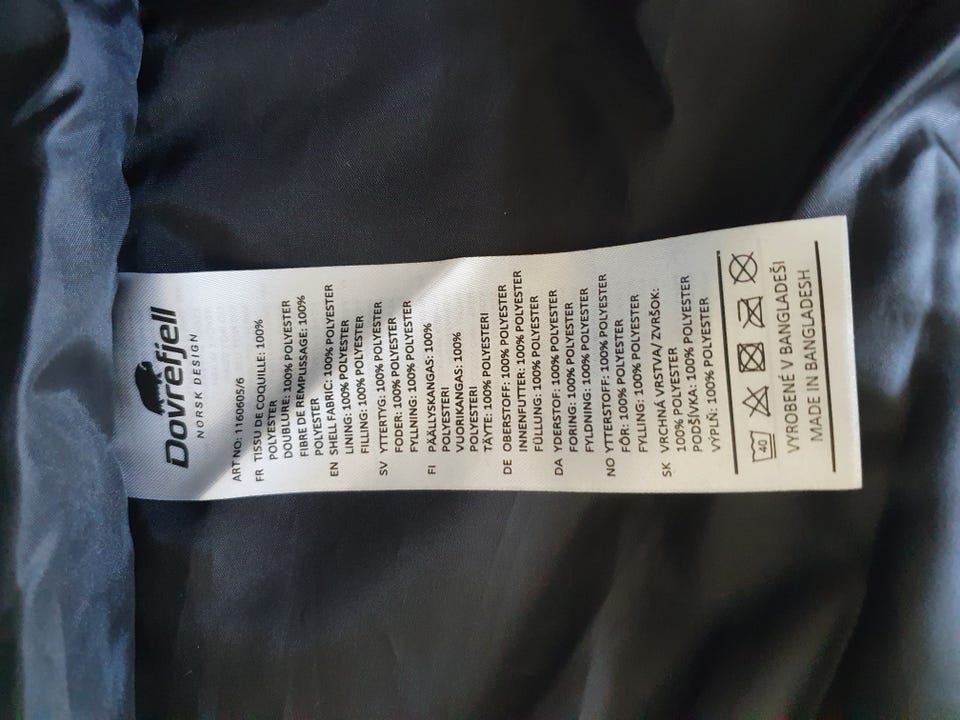 Dovrefjell
NORSK DESIGN
ART NO: 1160605/6
FR TISSU DE COQUILLE: 100%
POLYESTER
DOUBLURE: 100% POLYESTER
FIBRE DE REMPLISSAGE: 100%
POLYESTER
EN SHELL FABRIC: 100% POLYESTER
LINING: 100% POLYESTER
FILLING: 100% POLYESTER
SV YTTERTYG: 100% POLYESTER
FODER: 100% POLYESTER
FYLLNING: 100% POLYESTER
FI PÄÄLLYSKANGAS: 100%
POLYESTERI
VUORIKANGAS: 100%
POLYESTERI
TÄYTE: 100% POLYESTERI
DE OBERSTOFF: 100% POLYESTER
INNENFUTTER: 100% POLYESTER
FÜLLUNG: 100% POLYESTER
DA YDERSTOF: 100% POLYESTER
FORING: 100% POLYESTER
FYLDNING: 100% POLYESTER
NO YTTERSTOFF: 100% POLYESTER
FÔR: 100% POLYESTER
FYLLING: 100% POLYESTER
SK VRCHNÁ VRSTVA/ ZVRŠOK:
100% POLYESTER
PODŠÍVKA: 100% POLYESTER
VÝPLŇ: 100% POLYESTER
40
VYROBENÉ V BANGLADEŠI
MADE IN BANGLADESH